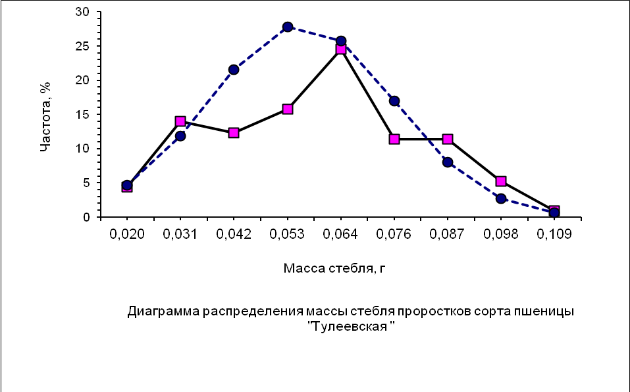 30
25
20
15
10
5
0
Частота, %
0,020 0,031 0,042 0,053 0,064 0,076 0,087 0,098 0,109
Масса стебля, г
Диаграмма распределения массы стебля проростков сорта пшеницы
"Тулеевская "